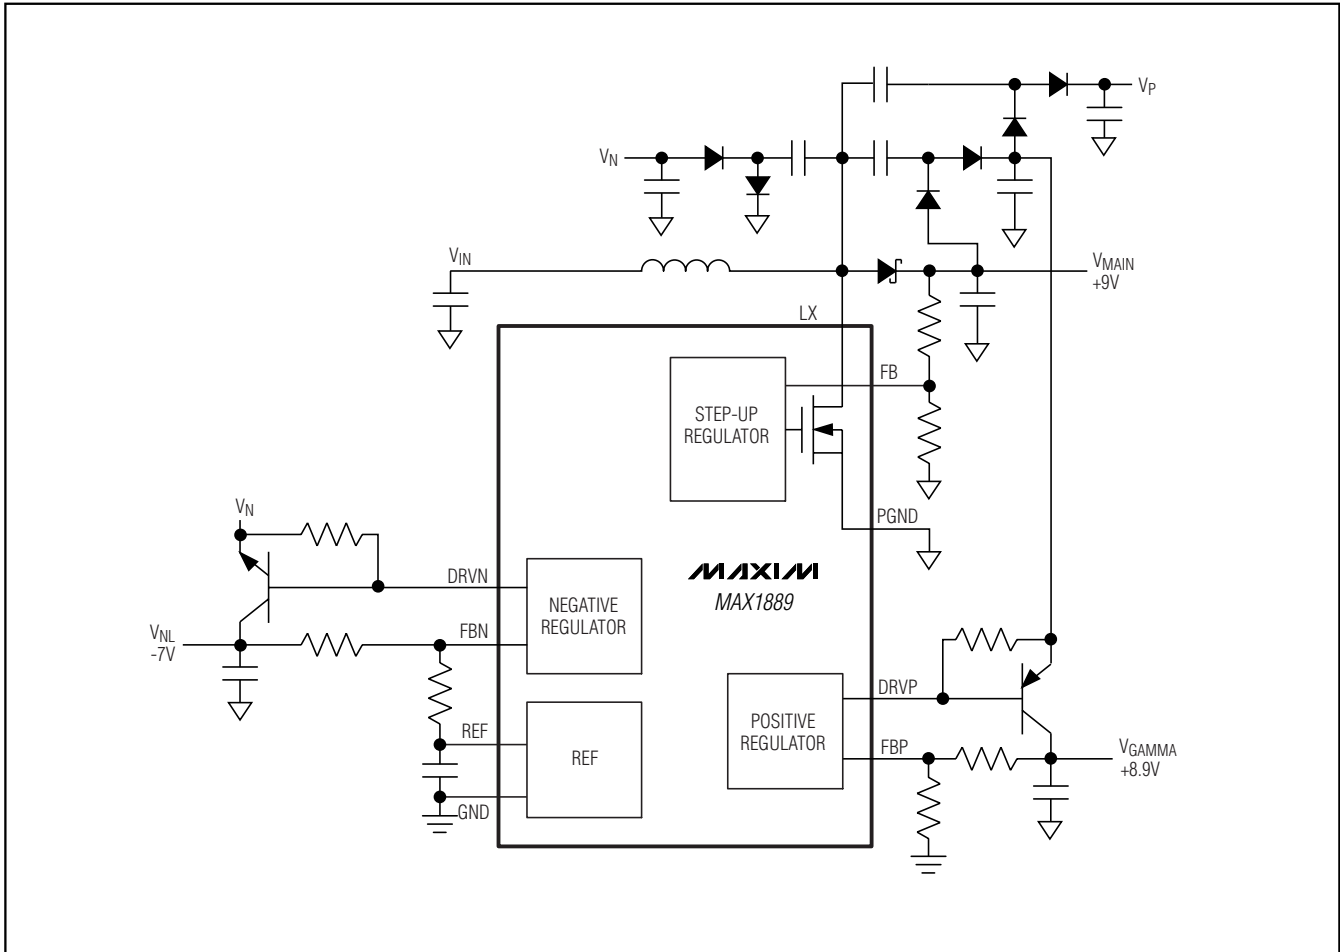 VP
VN
VIN
VMAIN
+9V
LX
FB
STEP-UP
REGULATOR
PGND
VN
MAXIM
MAX1889
DRVN
NEGATIVE
REGULATOR
FBN
VNL
-7V
DRVP
POSITIVE
REGULATOR
REF
REF
FBP
VGAMMA
+8.9V
GND